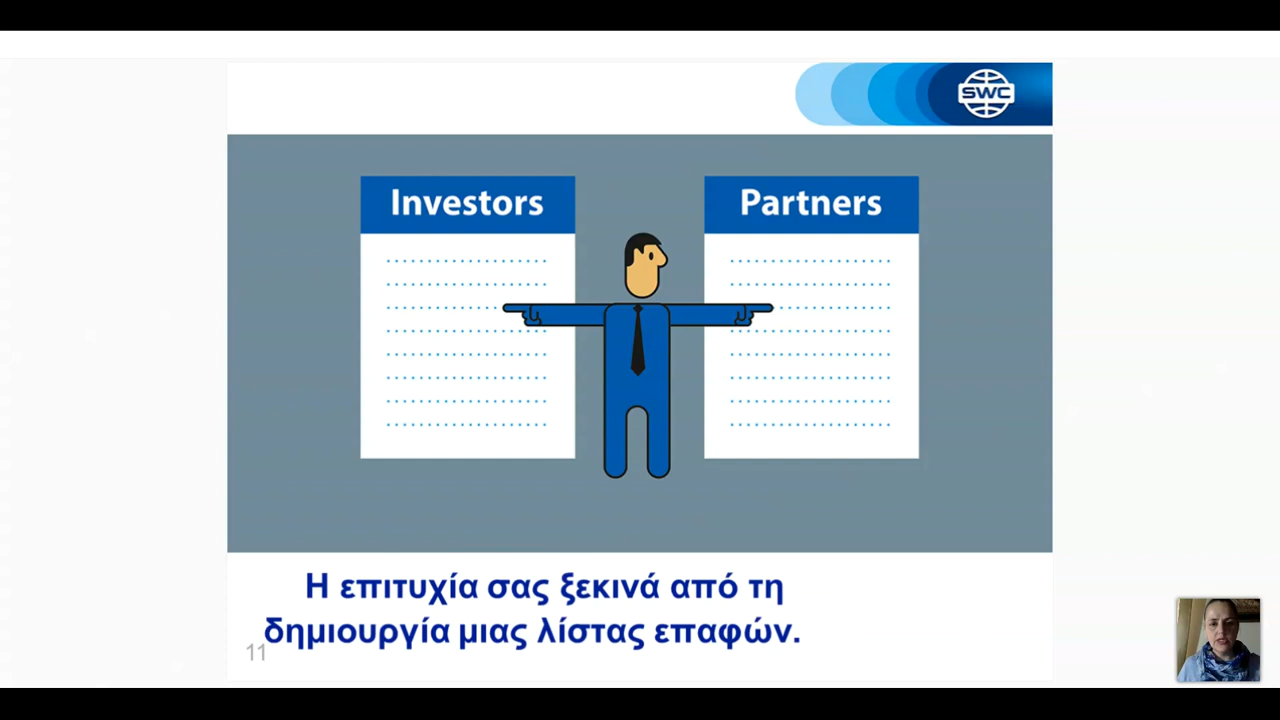 SWC
Investors
Partners
Η επιτυχία σας ξεκινά από τη
δημιουργία μιας λίστας επαφών.
11